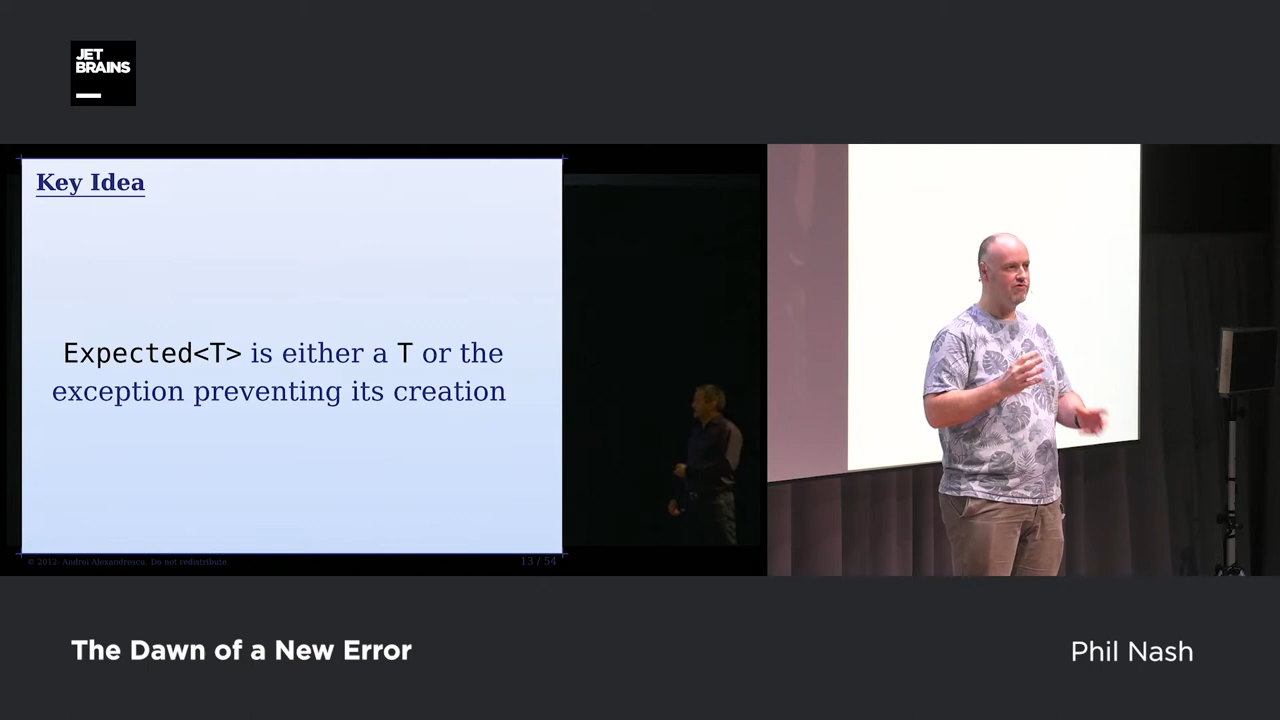 JET
BRAINS
Key Idea
Expected<T> is either a T or the
exception preventing its creation
© 2012- Andrei Alexandrescu. Do not redistribute.
13 / 54
The Dawn of a New Error
Phil Nash